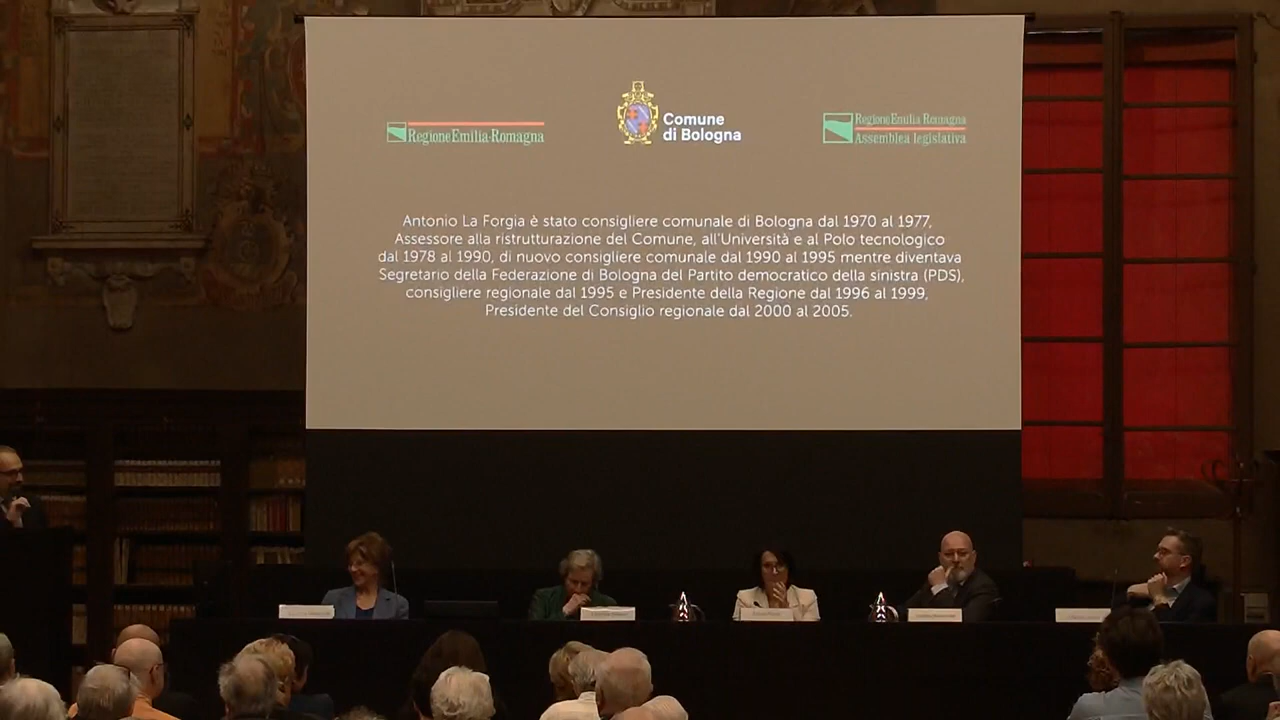 RegioneEmilia-Romagna
Comune
di Bologna
RegioneEmilia Romagna
Assemblea legislativa
Antonio La Forgia è stato consigliere comunale di Bologna dal 1970 al 1977,
Assessore alla ristrutturazione del Comune, all'Università e al Polo tecnologico
dal 1978 al 1990, di nuovo consigliere comunale dal 1990 al 1995 mentre diventava
Segretario della Federazione di Bologna del Partito democratico della sinistra (PDS),
consigliere regionale dal 1995 e Presidente della Regione dal 1996 al 1999,
Presidente del Consiglio regionale dal 2000 al 2005.